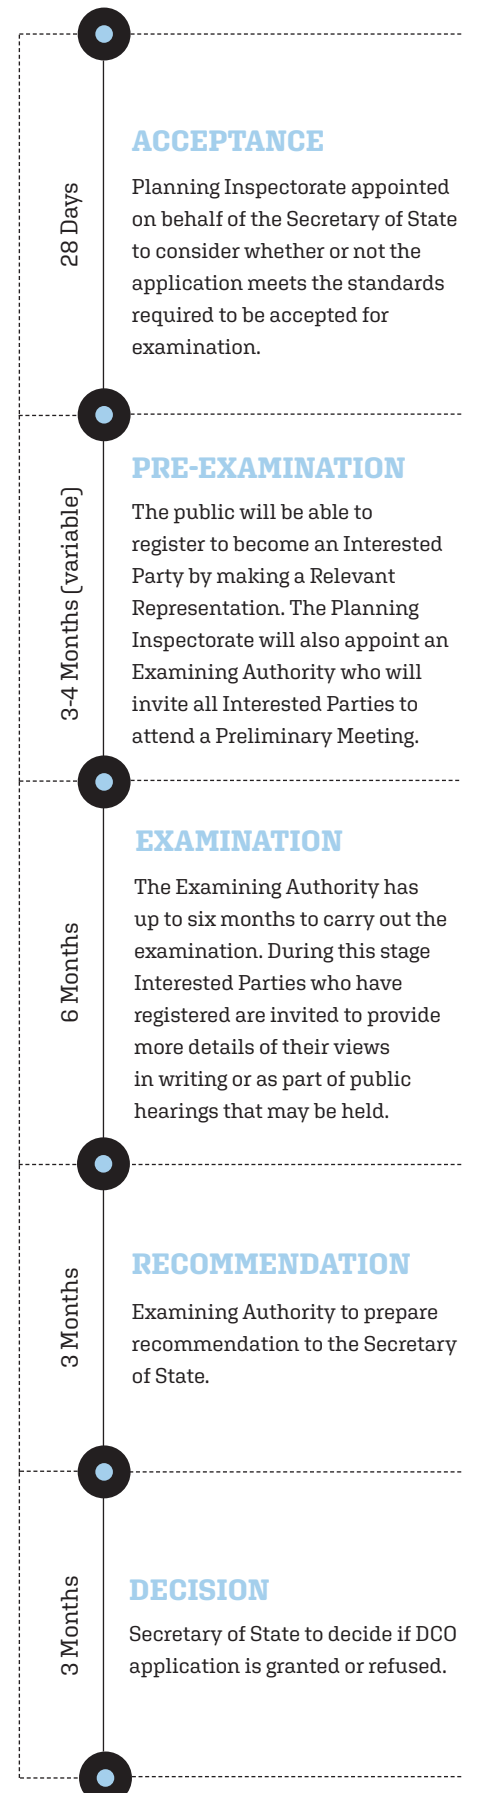 28 Days
ACCEPTANCE
Planning Inspectorate appointed
on behalf of the Secretary of State
to consider whether or not the
application meets the standards
required to be accepted for
examination.
3-4 Months (variable)
PRE-EXAMINATION
The public will be able to
register to become an Interested
Party by making a Relevant
Representation. The Planning
Inspectorate will also appoint an
Examining Authority who will
invite all Interested Parties to
attend a Preliminary Meeting.
6 Months
EXAMINATION
The Examining Authority has
up to six months to carry out the
examination. During this stage
Interested Parties who have
registered are invited to provide
more details of their views
in writing or as part of public
hearings that may be held.
3 Months
RECOMMENDATION
Examining Authority to prepare
recommendation to the Secretary
of State.
3 Months
DECISION
Secretary of State to decide if DCO
application is granted or refused.